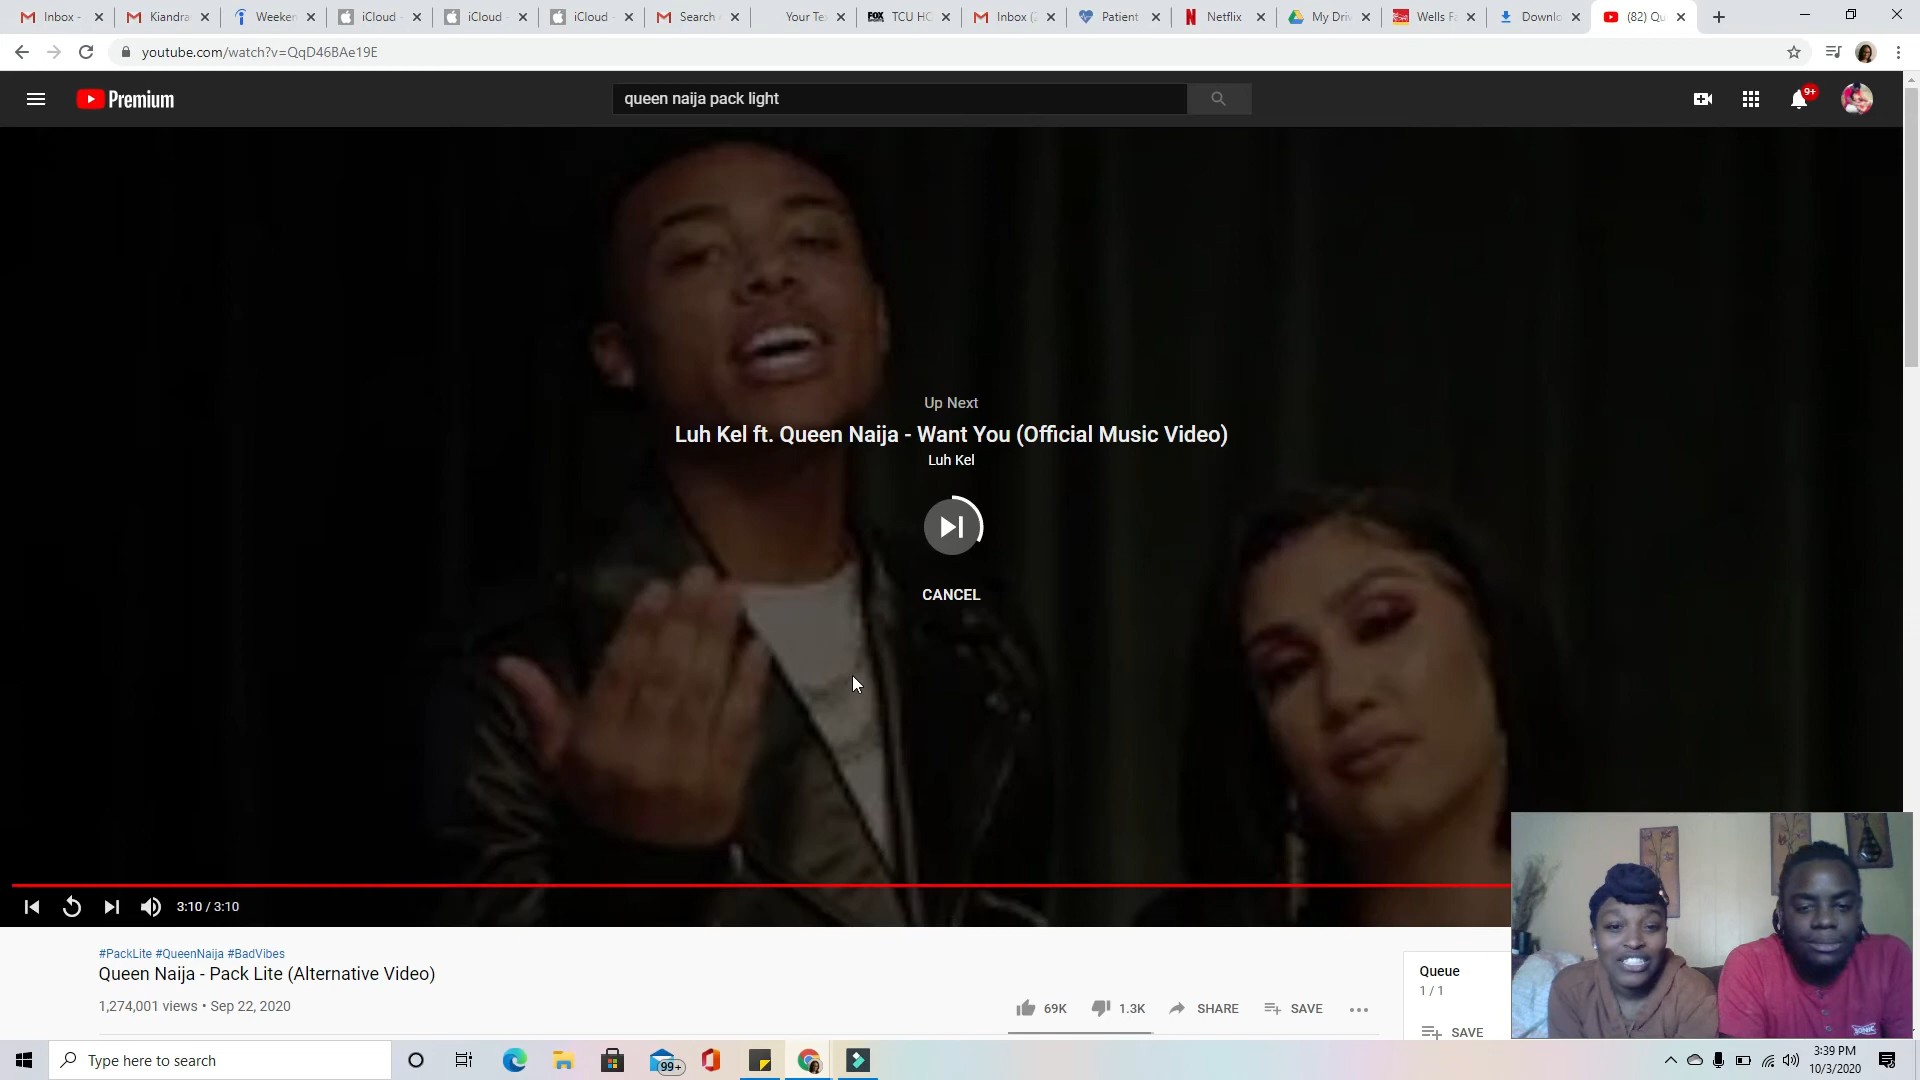 Inbox -
Kiandra
Weeken
iCloud
iCloud
iCloud
Search
Your Te
FOX TCU HC
Inbox (2
Patient
Netflix
My Driv
Wells Fa
Downlo
(82) Qu
youtube.com/watch?v=QqD46BAe19E
Premium
queen naija pack light
9+
Up Next
Luh Kel ft. Queen Naija - Want You (Official Music Video)
Luh Kel
CANCEL
3:10 / 3:10
#PackLite #QueenNaija #BadVibes
Queen Naija - Pack Lite (Alternative Video)
1,274,001 views • Sep 22, 2020
69K
1.3K
SHARE
SAVE
Queue
1 / 1
SAVE
SONIC
Type here to search
99+
3:39 PM
10/3/2020